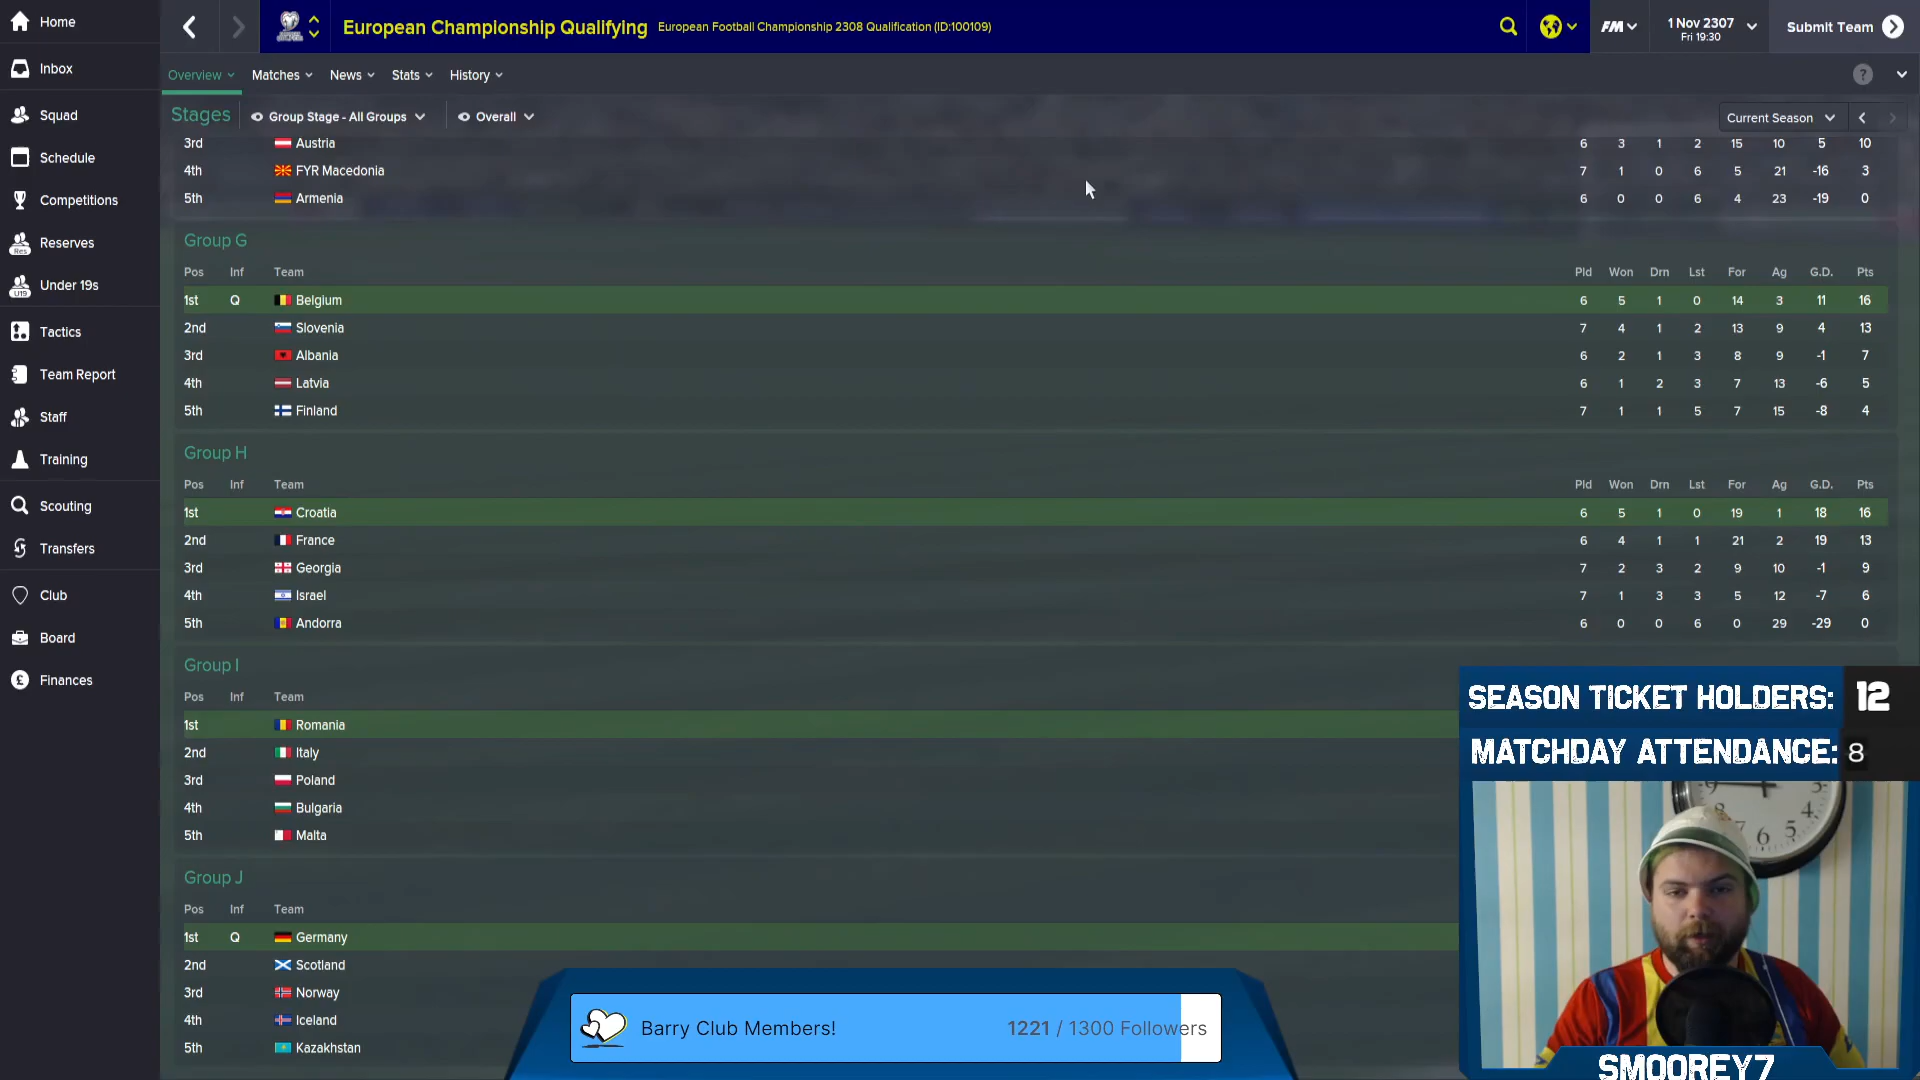 Home
European Championship Qualifying European Football Championship 2308 Qualification (ID:100109)
FM
1 Nov 2307
Fri 19:30
Submit Team
Inbox
Squad
Schedule
Competitions
Reserves
Under 19s
Tactics
Team Report
Staff
Training
Scouting
Transfers
Club
Board
Finances
Overview Matches News Stats History ?
Stages Group Stage - All Groups Overall Current Season
3rd Austria 6 3 1 2 15 10 5 10
4th FYR Macedonia 7 1 0 6 5 21 -16 3
5th Armenia 6 0 0 6 4 23 -19 0
Group G
Pos Inf Team Pld Won Drn Lst For Ag G.D. Pts
1st Q Belgium 6 5 1 0 14 3 11 16
2nd Slovenia 7 4 1 2 13 9 4 13
3rd Albania 6 2 1 3 8 9 -1 7
4th Latvia 6 1 2 3 7 13 -6 5
5th Finland 7 1 1 5 7 15 -8 4
Group H
Pos Inf Team Pld Won Drn Lst For Ag G.D. Pts
1st Croatia 6 5 1 0 19 1 18 16
2nd France 6 4 1 1 21 2 19 13
3rd Georgia 7 2 3 2 9 10 -1 9
4th Israel 7 1 3 3 5 12 -7 6
5th Andorra 6 0 0 6 0 29 -29 0
Group I
Pos Inf Team
1st Romania
2nd Italy
3rd Poland
4th Bulgaria
5th Malta
Group J
Pos Inf Team
1st Q Germany
2nd Scotland
3rd Norway
4th Iceland
5th Kazakhstan
SEASON TICKET HOLDERS: 12
MATCHDAY ATTENDANCE: 8
Barry Club Members! 1221 / 1300 Followers
SMOOREY7